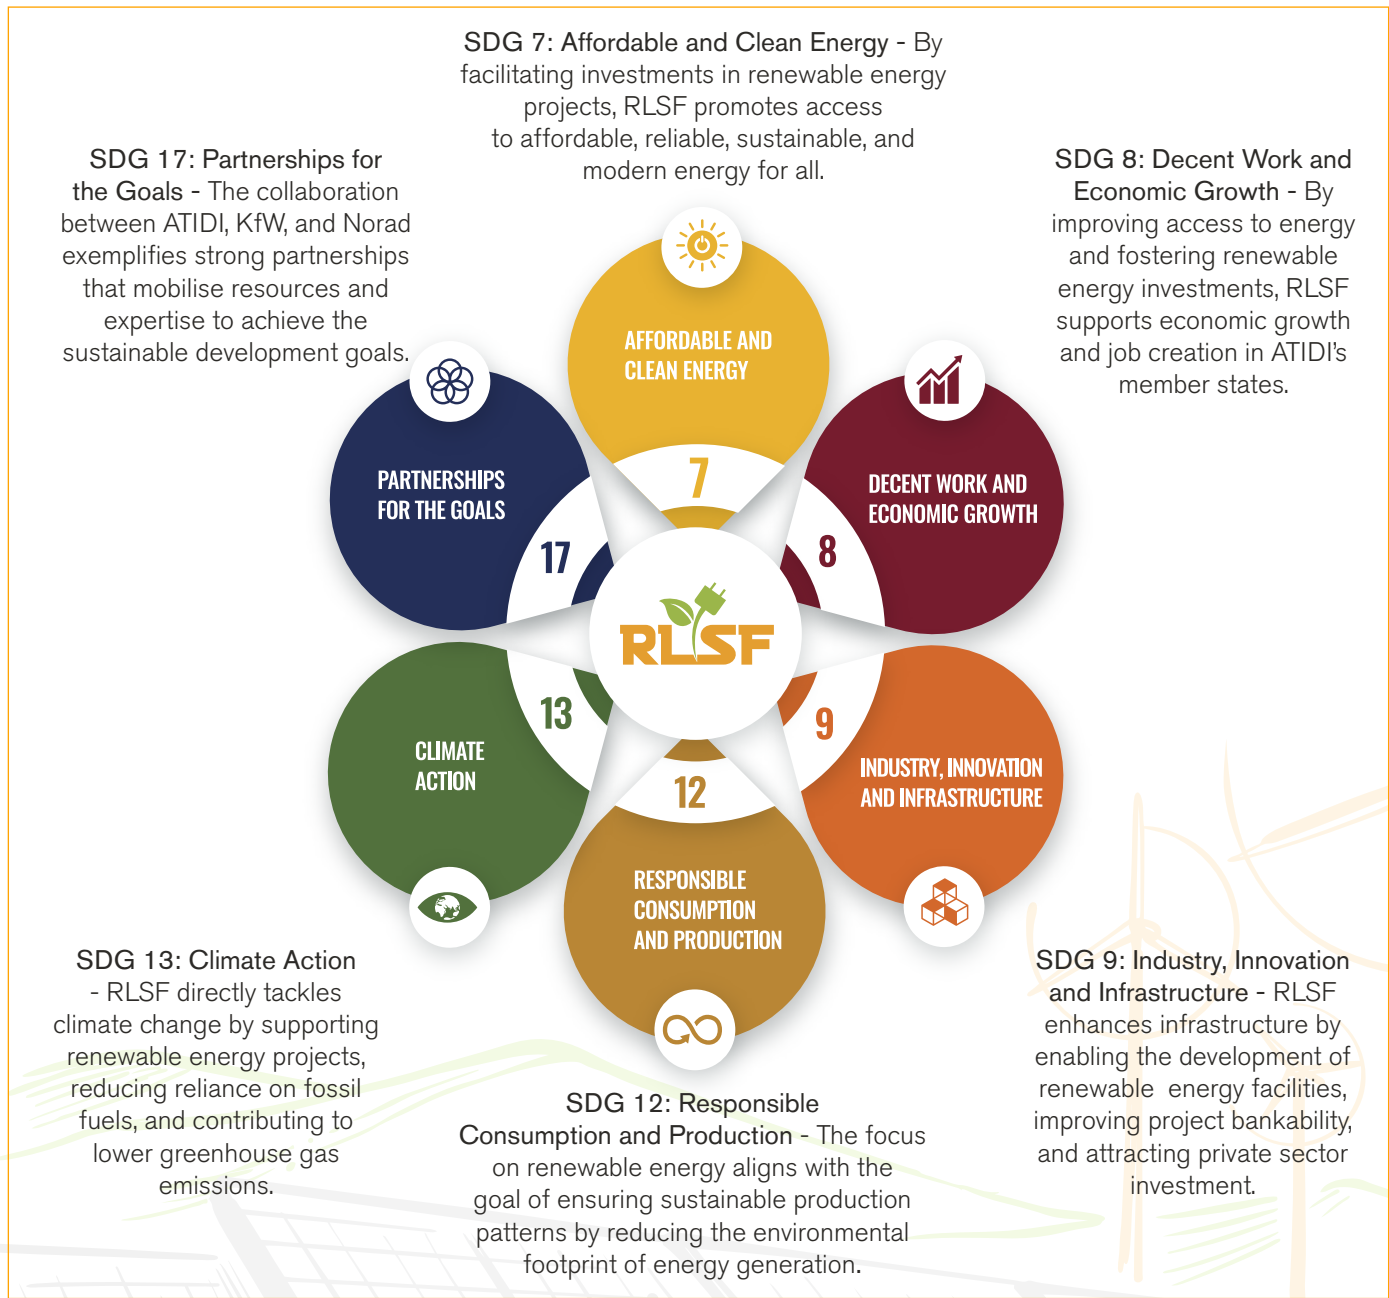 SDG 7: Affordable and Clean Energy - By
facilitating investments in renewable energy
projects, RLSF promotes access
to affordable, reliable, sustainable, and
modern energy for all.
SDG 17: Partnerships for
the Goals - The collaboration
between ATIDI, KfW, and Norad
exemplifies strong partnerships
that mobilise resources and
expertise to achieve the
sustainable development goals.
SDG 8: Decent Work and
Economic Growth - By
improving access to energy
and fostering renewable
energy investments, RLSF
supports economic growth
and job creation in ATIDI's
member states.
AFFORDABLE AND
CLEAN ENERGY
7
PARTNERSHIPS
FOR THE GOALS
17
DECENT WORK AND
ECONOMIC GROWTH
8
RLSF
CLIMATE
ACTION
13
INDUSTRY, INNOVATION
AND INFRASTRUCTURE
9
12
RESPONSIBLE
CONSUMPTION
AND PRODUCTION
SDG 13: Climate Action
- RLSF directly tackles
climate change by supporting
renewable energy projects,
reducing reliance on fossil
fuels, and contributing to
lower greenhouse gas
emissions.
SDG 12: Responsible
Consumption and Production - The focus
on renewable energy aligns with the
goal of ensuring sustainable production
patterns by reducing the environmental
footprint of energy generation.
SDG 9: Industry, Innovation
and Infrastructure - RLSF
enhances infrastructure by
enabling the development of
renewable energy facilities,
improving project bankability,
and attracting private sector
investment.